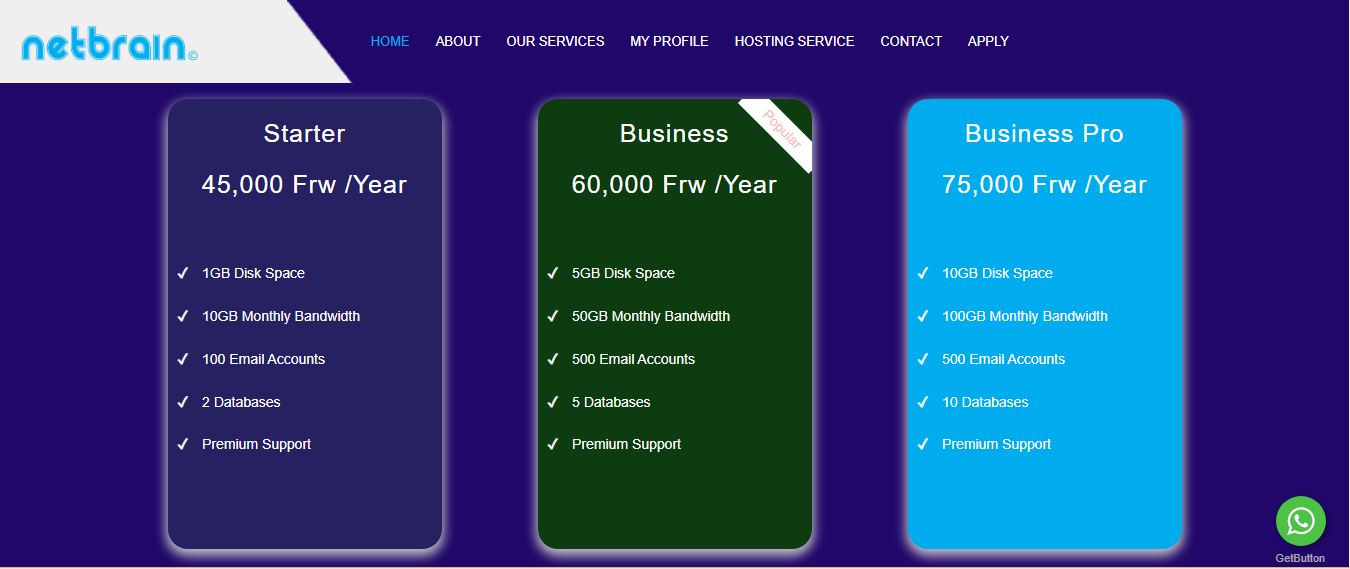 netbrain©
HOME ABOUT OUR SERVICES MY PROFILE HOSTING SERVICE CONTACT APPLY
Starter
45,000 Frw /Year
✔ 1GB Disk Space
✔ 10GB Monthly Bandwidth
✔ 100 Email Accounts
✔ 2 Databases
✔ Premium Support
Popular
Business
60,000 Frw /Year
✔ 5GB Disk Space
✔ 50GB Monthly Bandwidth
✔ 500 Email Accounts
✔ 5 Databases
✔ Premium Support
Business Pro
75,000 Frw /Year
✔ 10GB Disk Space
✔ 100GB Monthly Bandwidth
✔ 500 Email Accounts
✔ 10 Databases
✔ Premium Support
GetButton